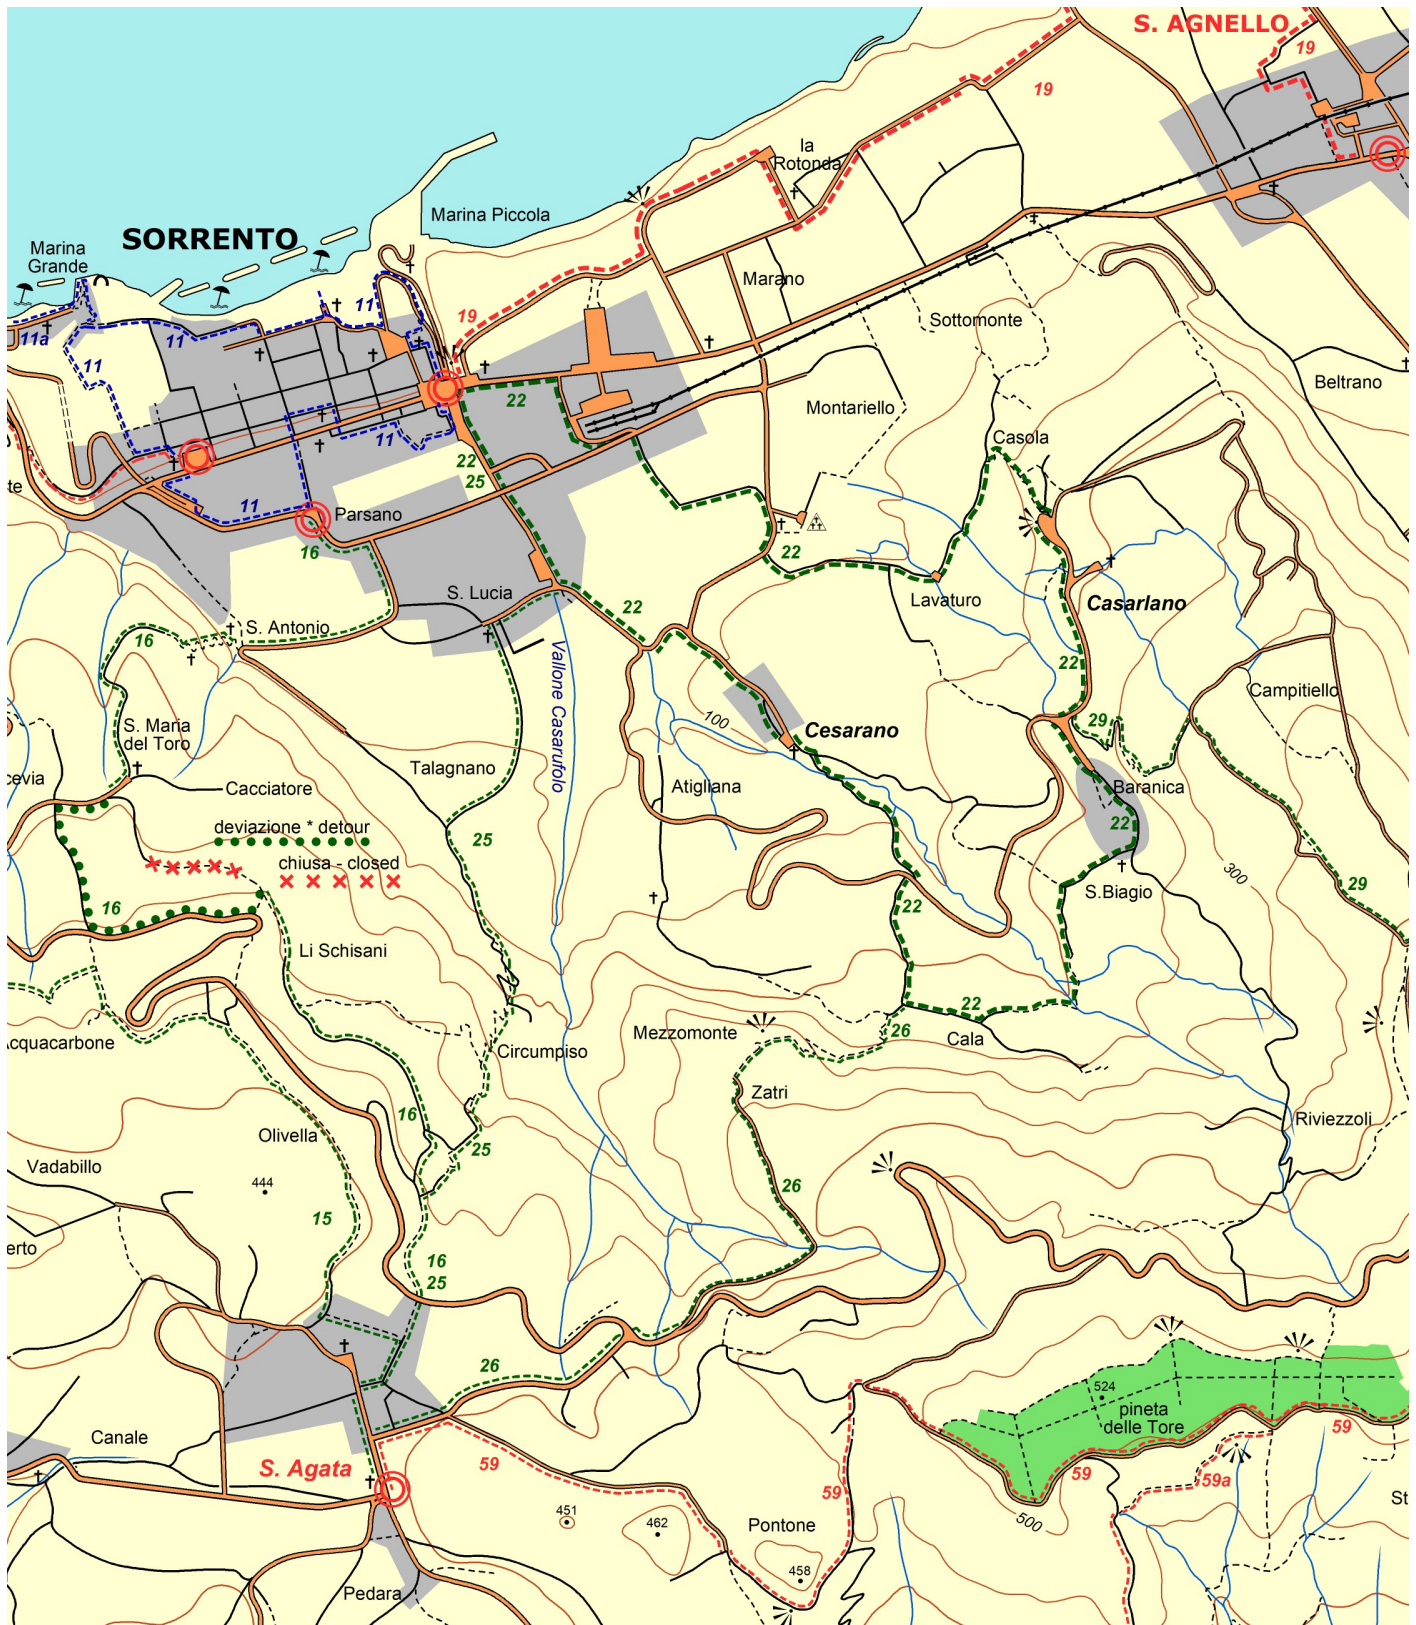 S. AGNELLO
19
19
la
Rotonda
Marina Piccola
SORRENTO
Marina
Grande
Marano
11
19
Sottomonte
11a
11
11
Beltrano
22
Montariello
11
Casola
22
25
11
Parsano
16
22
S. Lucia
Lavaturo
Casarlano
22
S. Antonio
16
Vallone Casarufolo
22
Campitiello
100
29
S. Maria
del Toro
Cesarano
Talagnano
cevia
Cacciatore
Atigliana
Baranica
deviazione * detour
22
25
chiusa - closed
300
29
S.Biagio
16
22
Li Schisani
22
Mezzomonte
26
Cala
cquacarbone
Circumpiso
Zatri
16
Riviezzoli
Olivella
25
Vadabillo
444
26
15
erto
16
25
26
524
pineta
delle Tore
59
Canale
S. Agata
59
59
59a
59
St
451
462
Pontone
500
458
Pedara